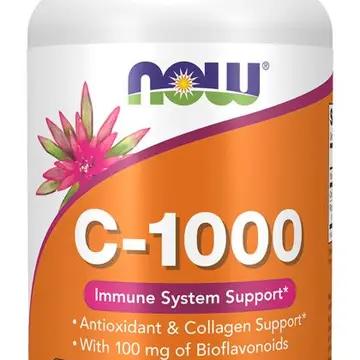 NOW
C-1000
Immune System Support*
• Antioxidant & Collagen Support*
• With 100 mg of Bioflavonoids